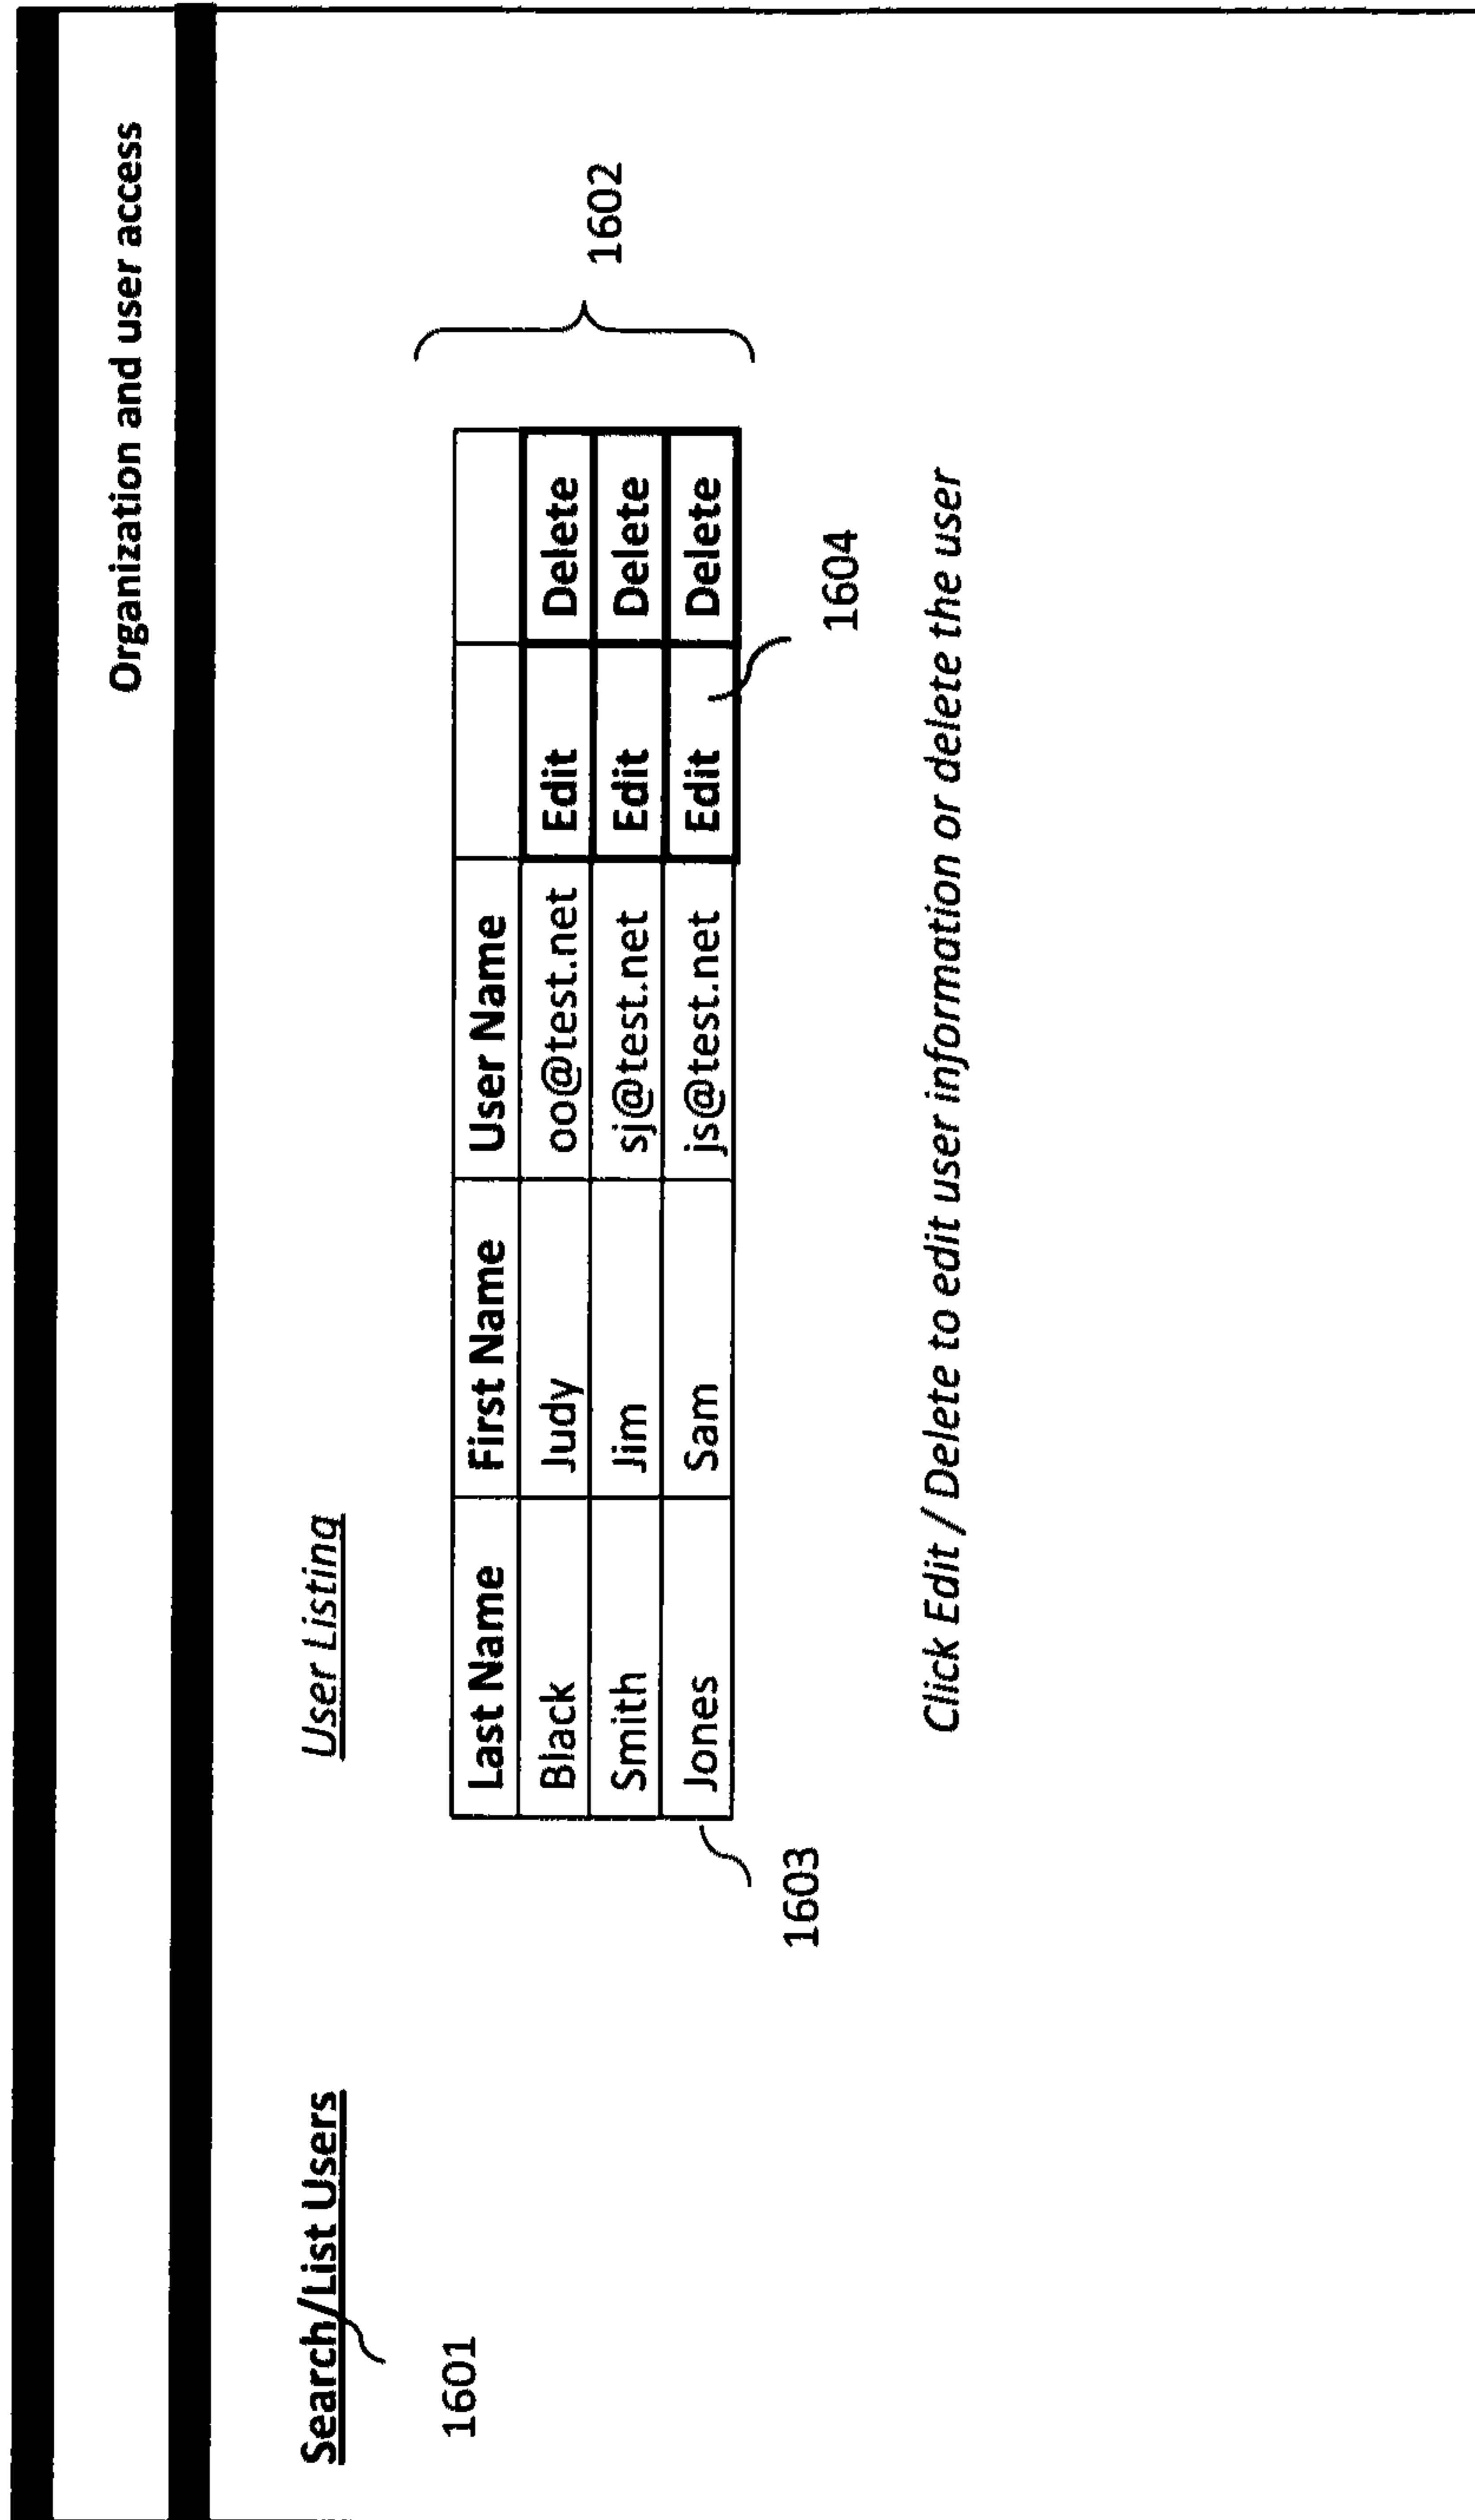 Organization and user access
Search/List Users
User Listing
1602
Last Name First Name User Name
Black Judy oo@test.net Edit Delete
Smith Jim sj@test.net Edit Delete
Jones Sam js@test.net Edit Delete
1601
1603
1604
Click Edit / Delete to edit user information or delete the user